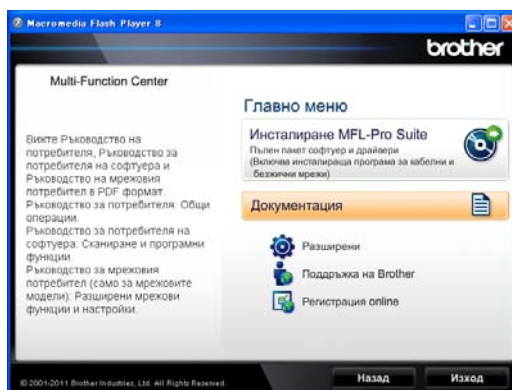 Macromedia Flash Player 8
brother
Multi-Function Center
Вижте Ръководство на
потребителя, Ръководство за
потребителя на софтуера и
Ръководство на мрежовия
потребител в PDF формат.
Ръководство за потребителя: Общи
операции.
Ръководство за потребителя на
софтуера: Сканиране и програмни
функции.
Ръководство за мрежовия
потребител (само за мрежовите
модели): Разширени мрежови
функции и настройки.
Главно меню
Инсталиране MFL-Pro Suite
Пълен пакет софтуер и драйвери
(Включва инсталираща програма за кабелни и
безжични мрежи)
Документация
Разширени
Поддръжка на Brother
Регистрация online
© 2001-2011 Brother Industries, Ltd. All Rights Reserved.
Назад
Изход